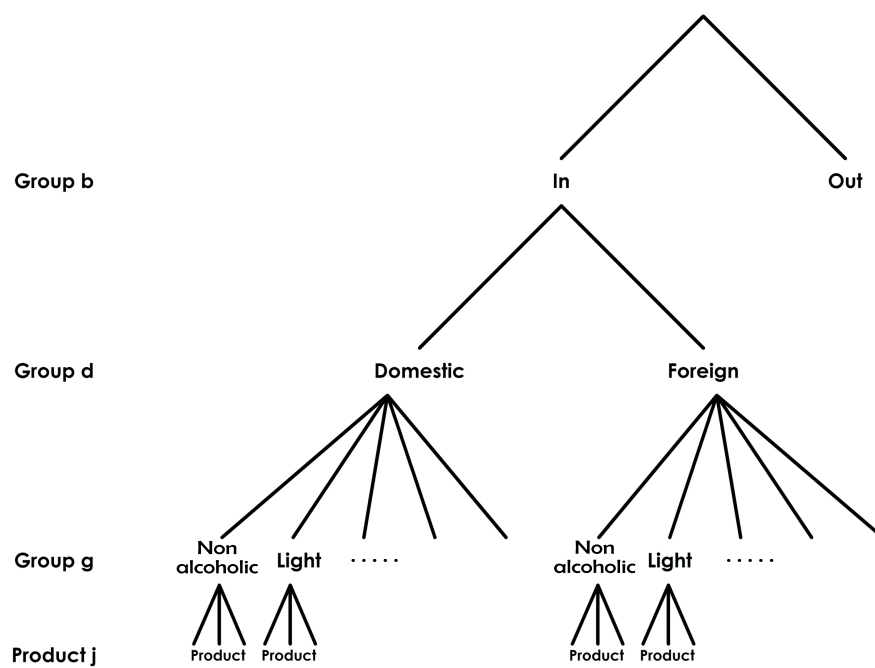 Group b
In
Out
Group d
Domestic
Foreign
Group g
Non
alcoholic
Light
.....
Non
alcoholic
Light
.....
Product j
Product
Product
Product
Product